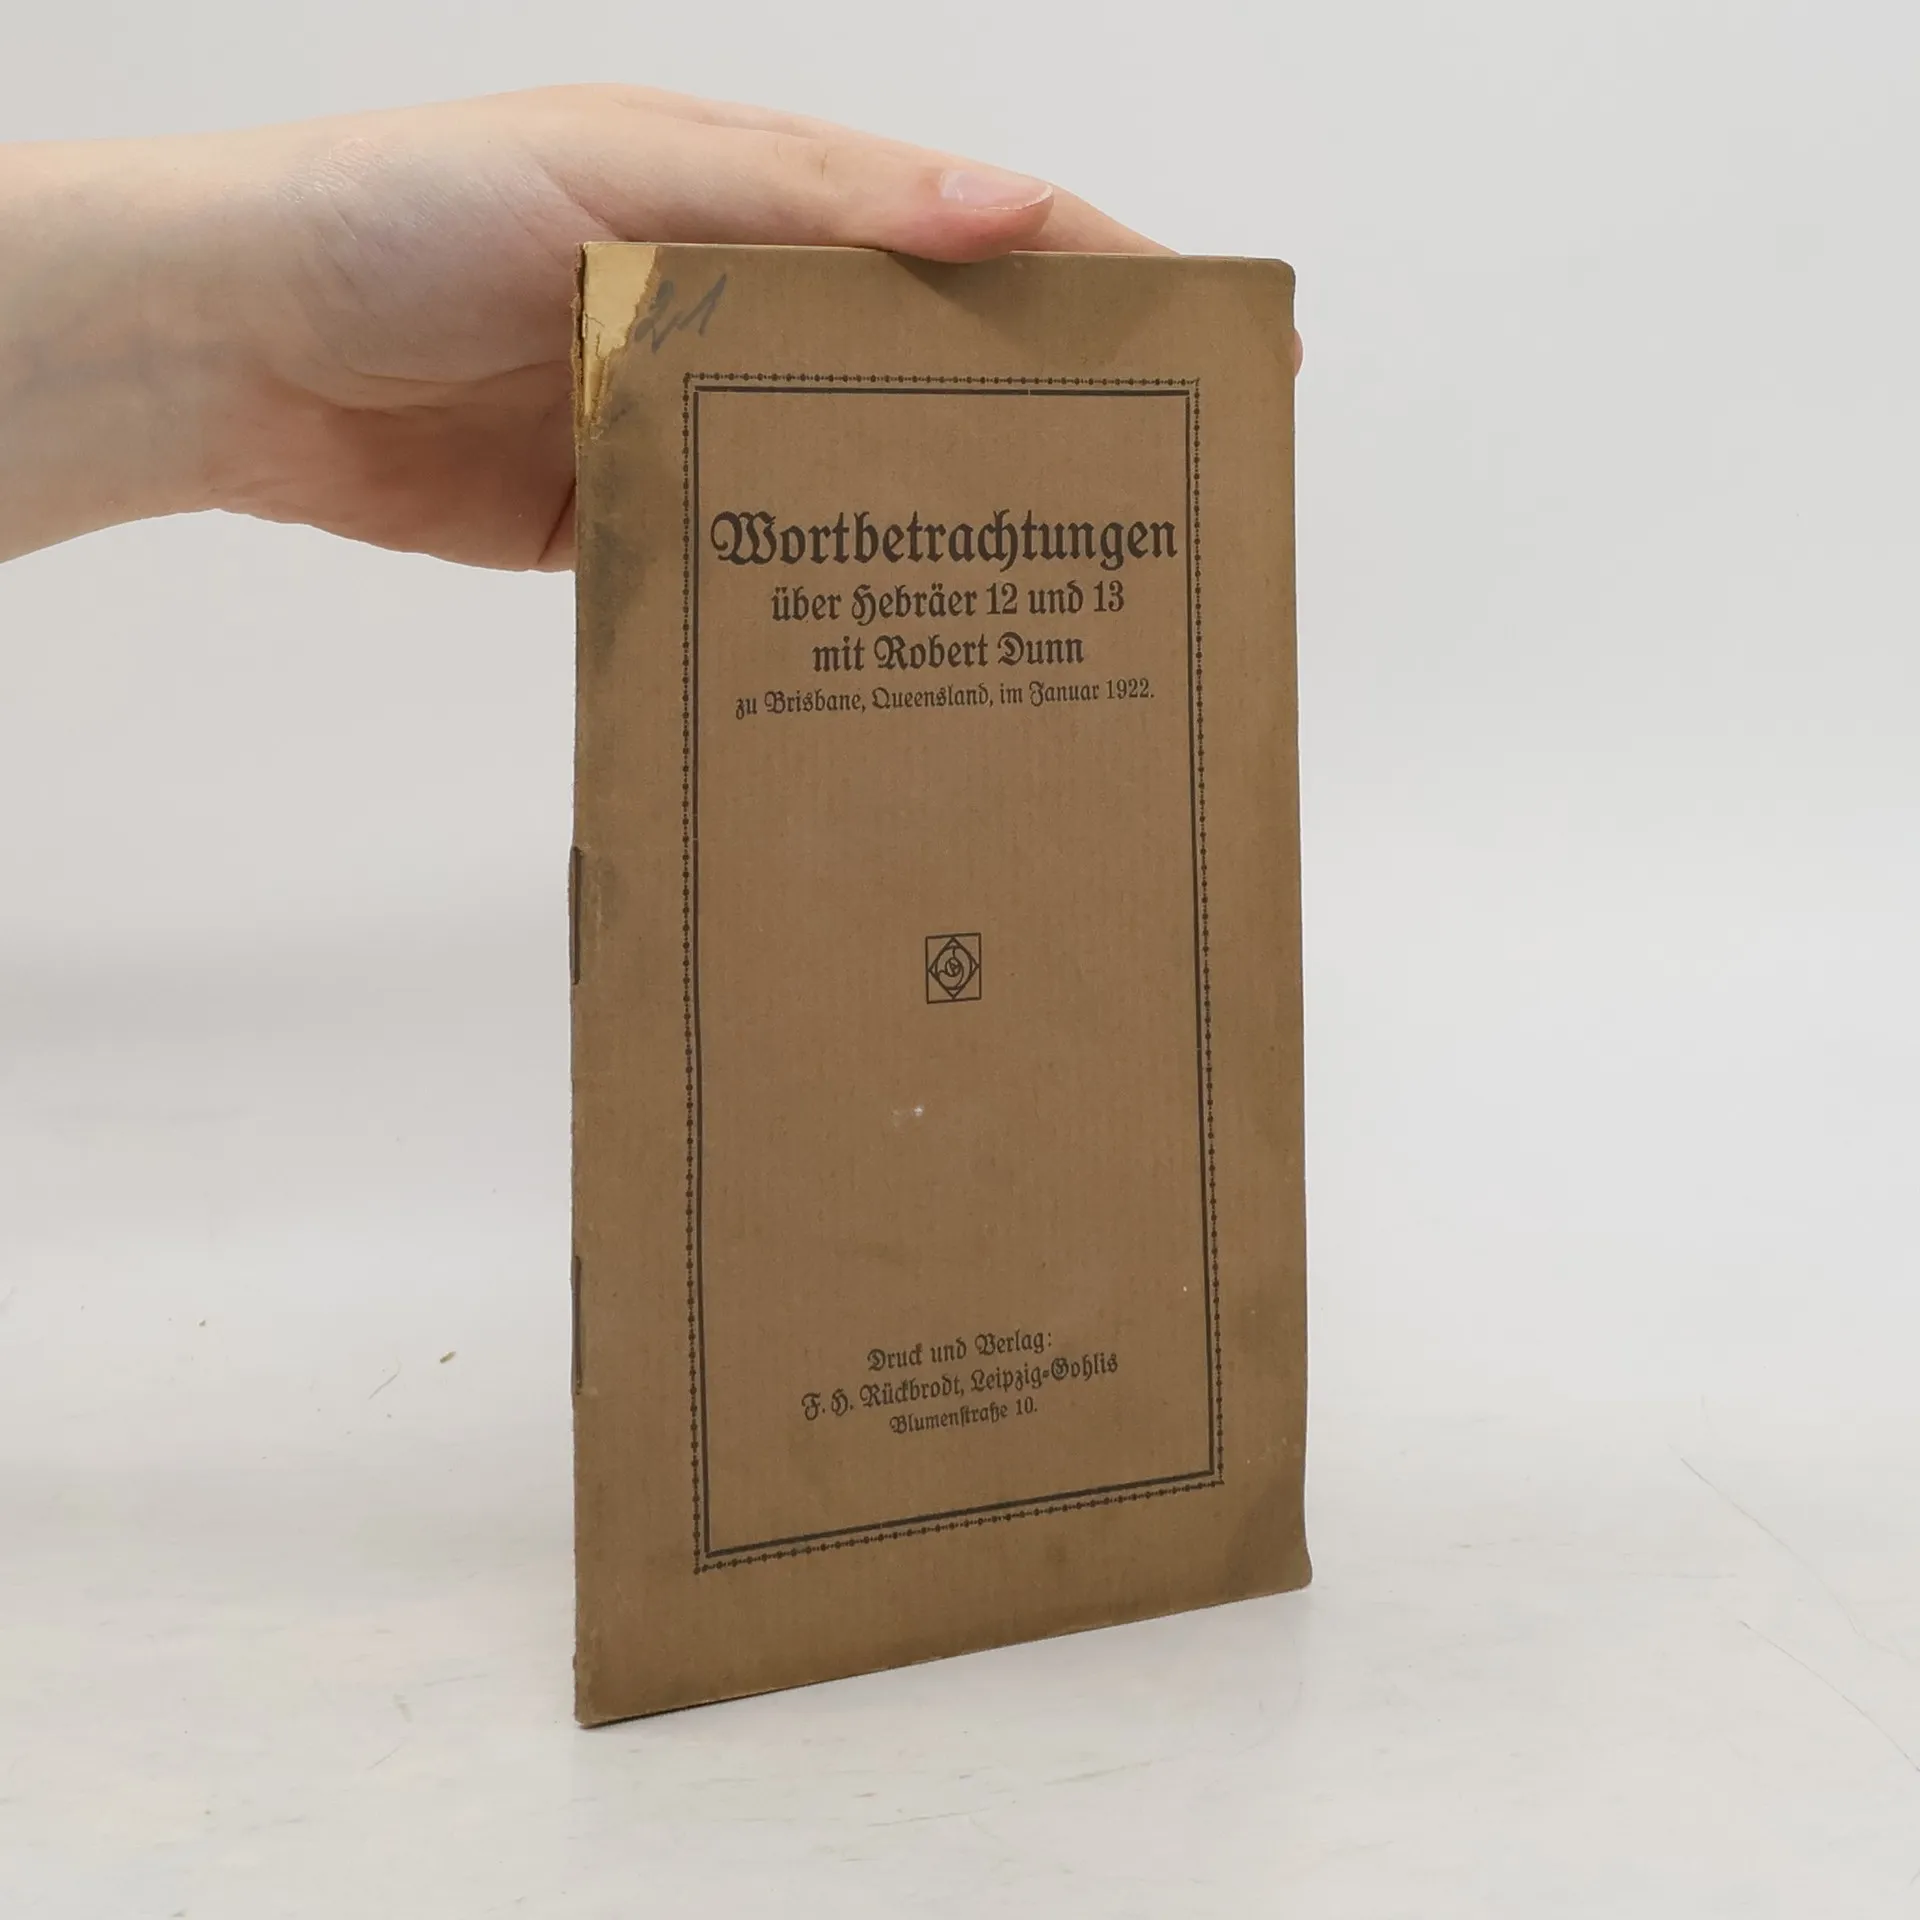 Wortbetrachtungen
über Hebräer 12 und 13
mit Robert Dunn
zu Brisbane, Queensland, im Januar 1922.
Druck und Verlag:
F. H. Rückbrodt, Leipzig-Gohlis
Blumenstraße 10.